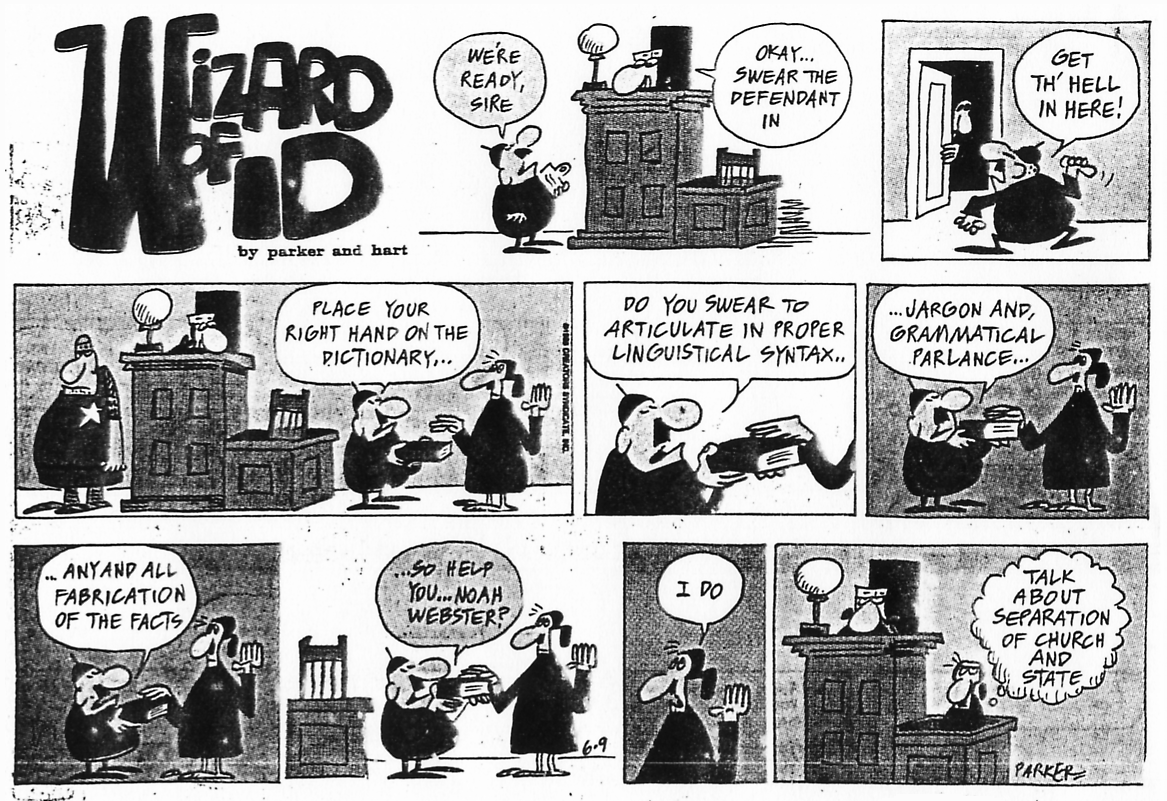 WIZARD
OF ID
by parker and hart
WE'RE
READY,
SIRE
OKAY...
SWEAR THE
DEFENDANT
IN
GET
TH' HELL
IN HERE!
PLACE YOUR
RIGHT HAND ON THE
DICTIONARY,..
CREATORS SYNDICATE, INC.
DO YOU SWEAR TO
ARTICULATE IN PROPER
LINGUISTICAL SYNTAX..
...JARGON AND,
GRAMMATICAL
PARLANCE...
... ANY AND ALL
FABRICATION
OF THE FACTS
...SO HELP
YOU...NOAH
WEBSTER?
6-9
I DO
TALK
ABOUT
SEPARATION
OF CHURCH
AND
STATE
PARKER